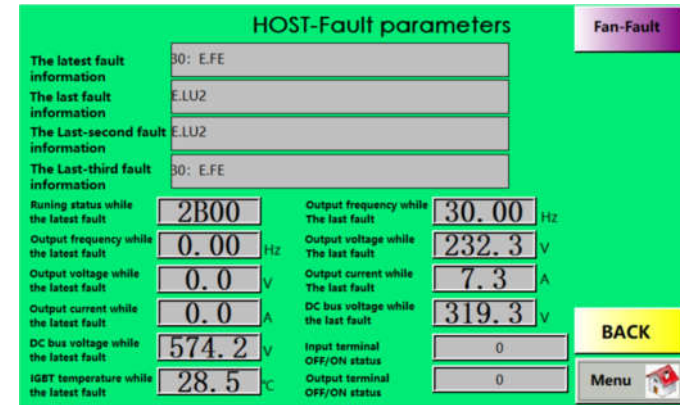 HOST-Fault parameters
Fan-Fault
The latest fault
information
30: E.FE
The last fault
information
E.LU2
The Last-second fault
information
E.LU2
The Last-third fault
information
30: E.FE
Runing status while
the latest fault
2B00
Output frequency while
The last fault
30.00 Hz
Output frequency while
the latest fault
0.00 Hz
Output voltage while
The last fault
232.3 V
Output voltage while
the latest fault
0.0 V
Output current while
The last fault
7.3 A
Output current while
the latest fault
0.0 A
DC bus voltage while
the last fault
319.3 V
DC bus voltage while
the latest fault
574.2 V
Input terminal
OFF/ON status
0
IGBT temperature while
the latest fault
28.5 ℃
Output terminal
OFF/ON status
0
BACK
Menu